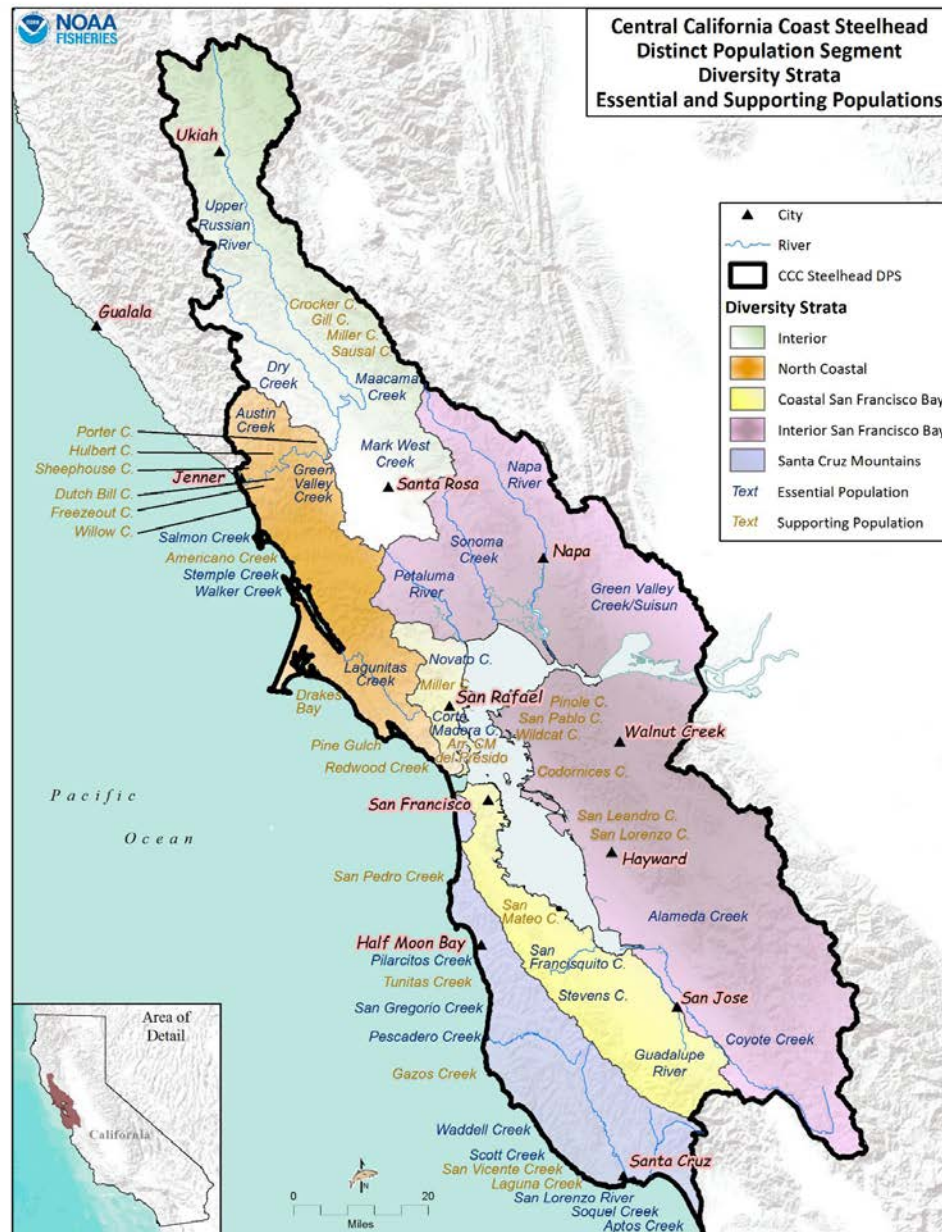 NOAA
FISHERIES
Central California Coast Steelhead
Distinct Population Segment
Diversity Strata
Essential and Supporting Populations
Ukiah
Upper
Russian
River
Gualala
Crocker C.
Gill C.
Miller C.
Sausal C.
Dry
Creek
Maacama
Creek
Austin
Creek
Porter C.
Hulbert C.
Sheephouse C.
Jenner
Dutch Bill C.
Freezeout C.
Willow C.
Green
Valley
Creek
Mark West
Creek
Santa Rosa
Napa
River
Salmon Creek
Americano Creek
Stemple Creek
Walker Creek
Sonoma
Creek
Napa
Petaluma
River
Green Valley
Creek/Suisun
Lagunitas
Creek
Novato C.
Miller C
San Rafael
Drakes
Bay
Corte
Madera C.
Arr. CM
del Presido
Pinole C.
San Pablo C.
Wildcat C.
Walnut Creek
Pine Gulch
Redwood Creek
Codornices C.
Pacific
Ocean
San Francisco
San Leandro C.
San Lorenzo C.
Hayward
San Pedro Creek
San
Mateo C.
Alameda Creek
Half Moon Bay
Pilarcitos Creek
San
Francisquito C.
Tunitas Creek
Stevens C.
San Jose
San Gregorio Creek
Pescadero Creek
Coyote Creek
Guadalupe
River
Gazos Creek
Waddell Creek
Scott Creek
San Vicente Creek
Laguna Creek
Santa Cruz
San Lorenzo River
Soquel Creek
Aptos Creek
City
River
CCC Steelhead DPS
Diversity Strata
Interior
North Coastal
Coastal San Francisco Bay
Interior San Francisco Bay
Santa Cruz Mountains
Text Essential Population
Text Supporting Population
Area of
Detail
California
N
0 20
Miles